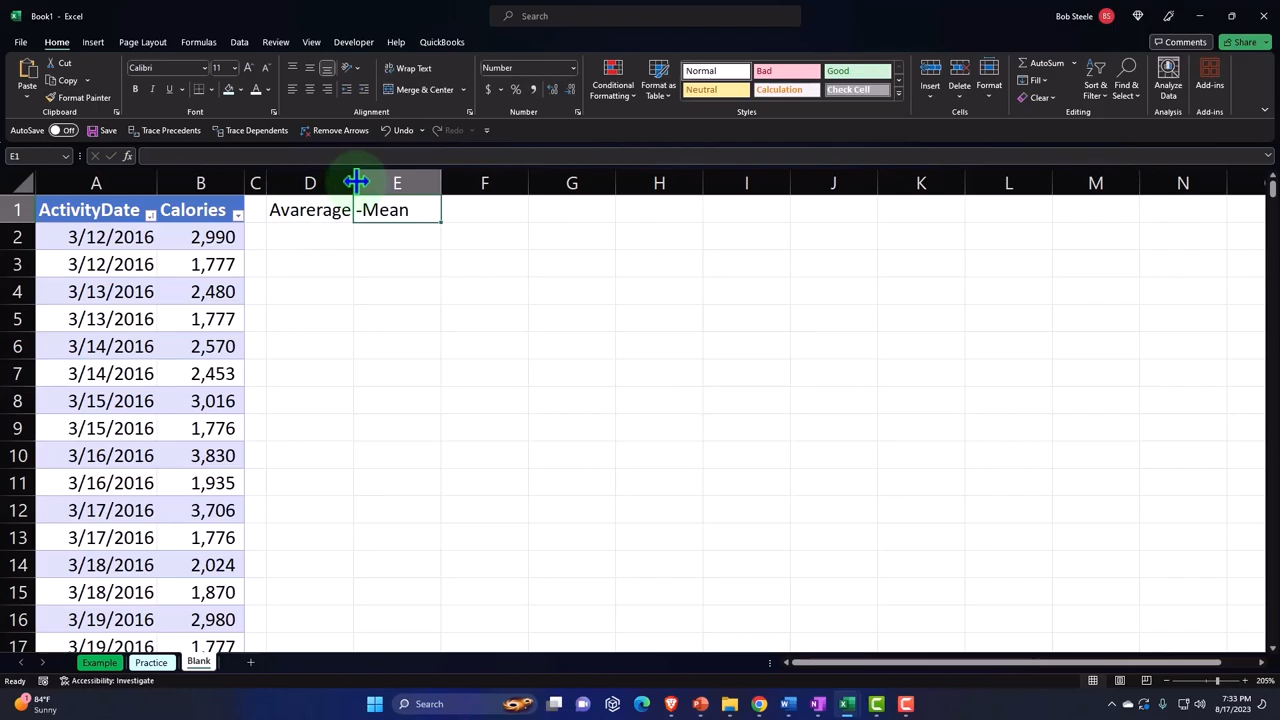 Book1 - Excel
Search
Bob Steele BS
File Home Insert Page Layout Formulas Data Review View Developer Help QuickBooks
Comments Share
Paste
Cut
Copy
Format Painter
Clipboard
Calibri 11
B I U
Font
Wrap Text
Merge & Center
Alignment
Number
$ %
Number
Conditional Formatting
Format as Table
Normal Bad Good
Neutral Calculation Check Cell
Styles
Insert Delete Format
Cells
AutoSum
Fill
Clear
Sort & Filter
Find & Select
Editing
Analyze Data
Analysis
Add-ins
Add-ins
AutoSave Off Save Trace Precedents Trace Dependents Remove Arrows Undo Redo
E1 fx
A B C D E F G H I J K L M N
1 ActivityDate Calories Avarerage -Mean
2 3/12/2016 2,990
3 3/12/2016 1,777
4 3/13/2016 2,480
5 3/13/2016 1,777
6 3/14/2016 2,570
7 3/14/2016 2,453
8 3/15/2016 3,016
9 3/15/2016 1,776
10 3/16/2016 3,830
11 3/16/2016 1,935
12 3/17/2016 3,706
13 3/17/2016 1,776
14 3/18/2016 2,024
15 3/18/2016 1,870
16 3/19/2016 2,980
17 3/19/2016 1,777
Example Practice Blank
Ready Accessibility: Investigate 205%
84°F
Sunny
Search
7:33 PM
8/17/2023